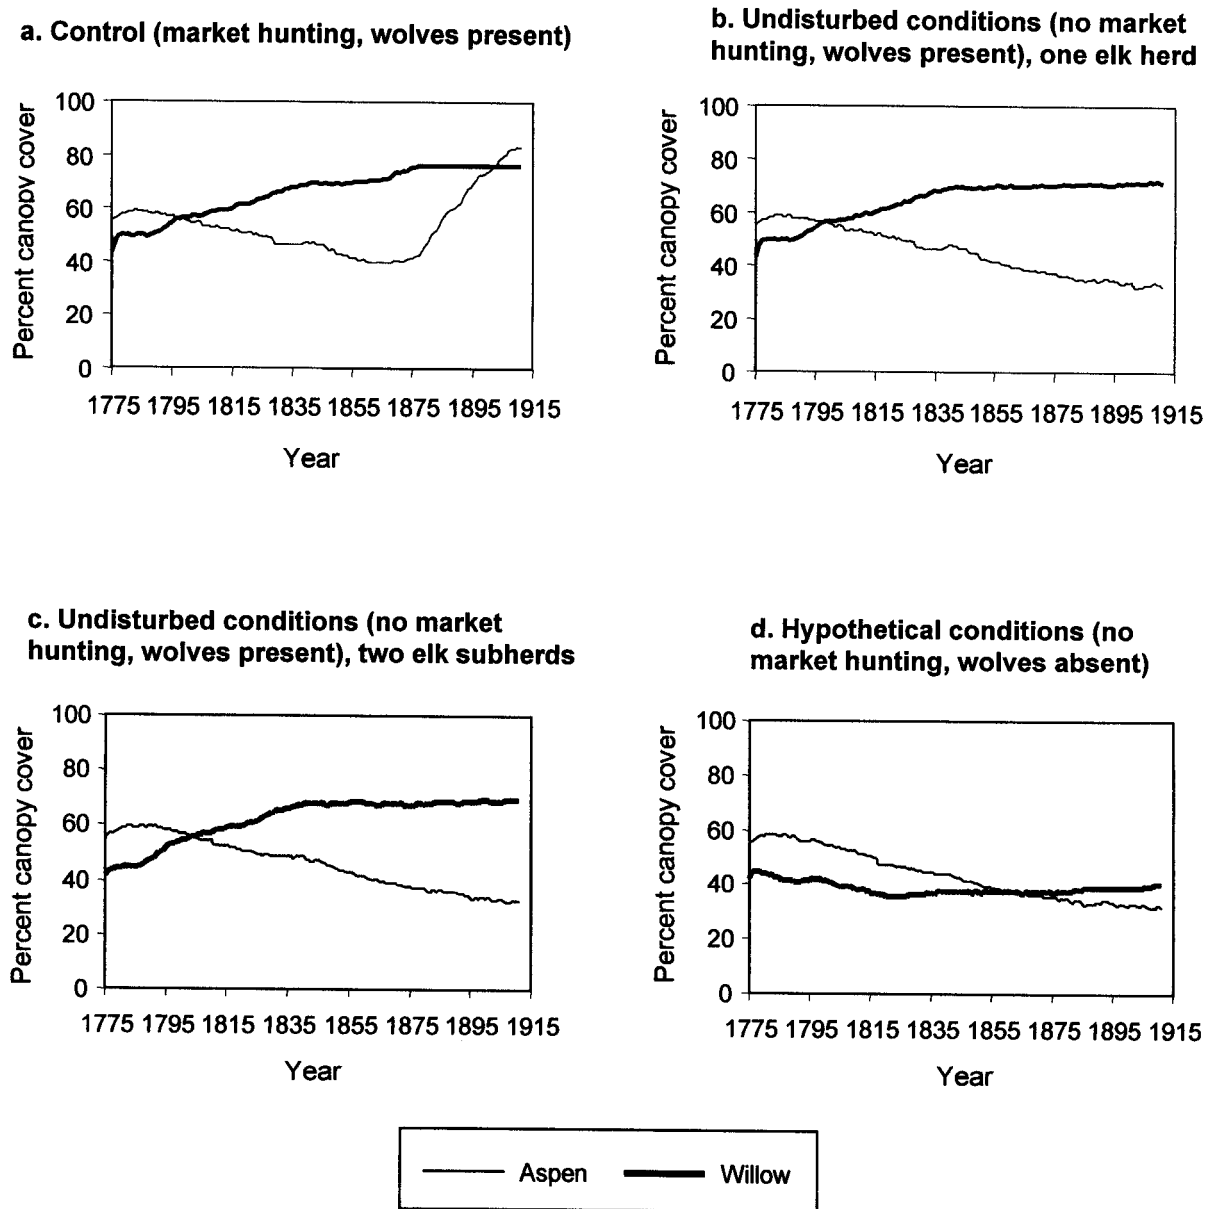 a. Control (market hunting, wolves present)
Percent canopy cover
100
80
60
40
20
0
1775 1795 1815 1835 1855 1875 1895 1915
Year
b. Undisturbed conditions (no market
hunting, wolves present), one elk herd
Percent canopy cover
100
80
60
40
20
0
1775 1795 1815 1835 1855 1875 1895 1915
Year
c. Undisturbed conditions (no market
hunting, wolves present), two elk subherds
Percent canopy cover
100
80
60
40
20
0
1775 1795 1815 1835 1855 1875 1895 1915
Year
d. Hypothetical conditions (no
market hunting, wolves absent)
Percent canopy cover
100
80
60
40
20
0
1775 1795 1815 1835 1855 1875 1895 1915
Year
Aspen Willow